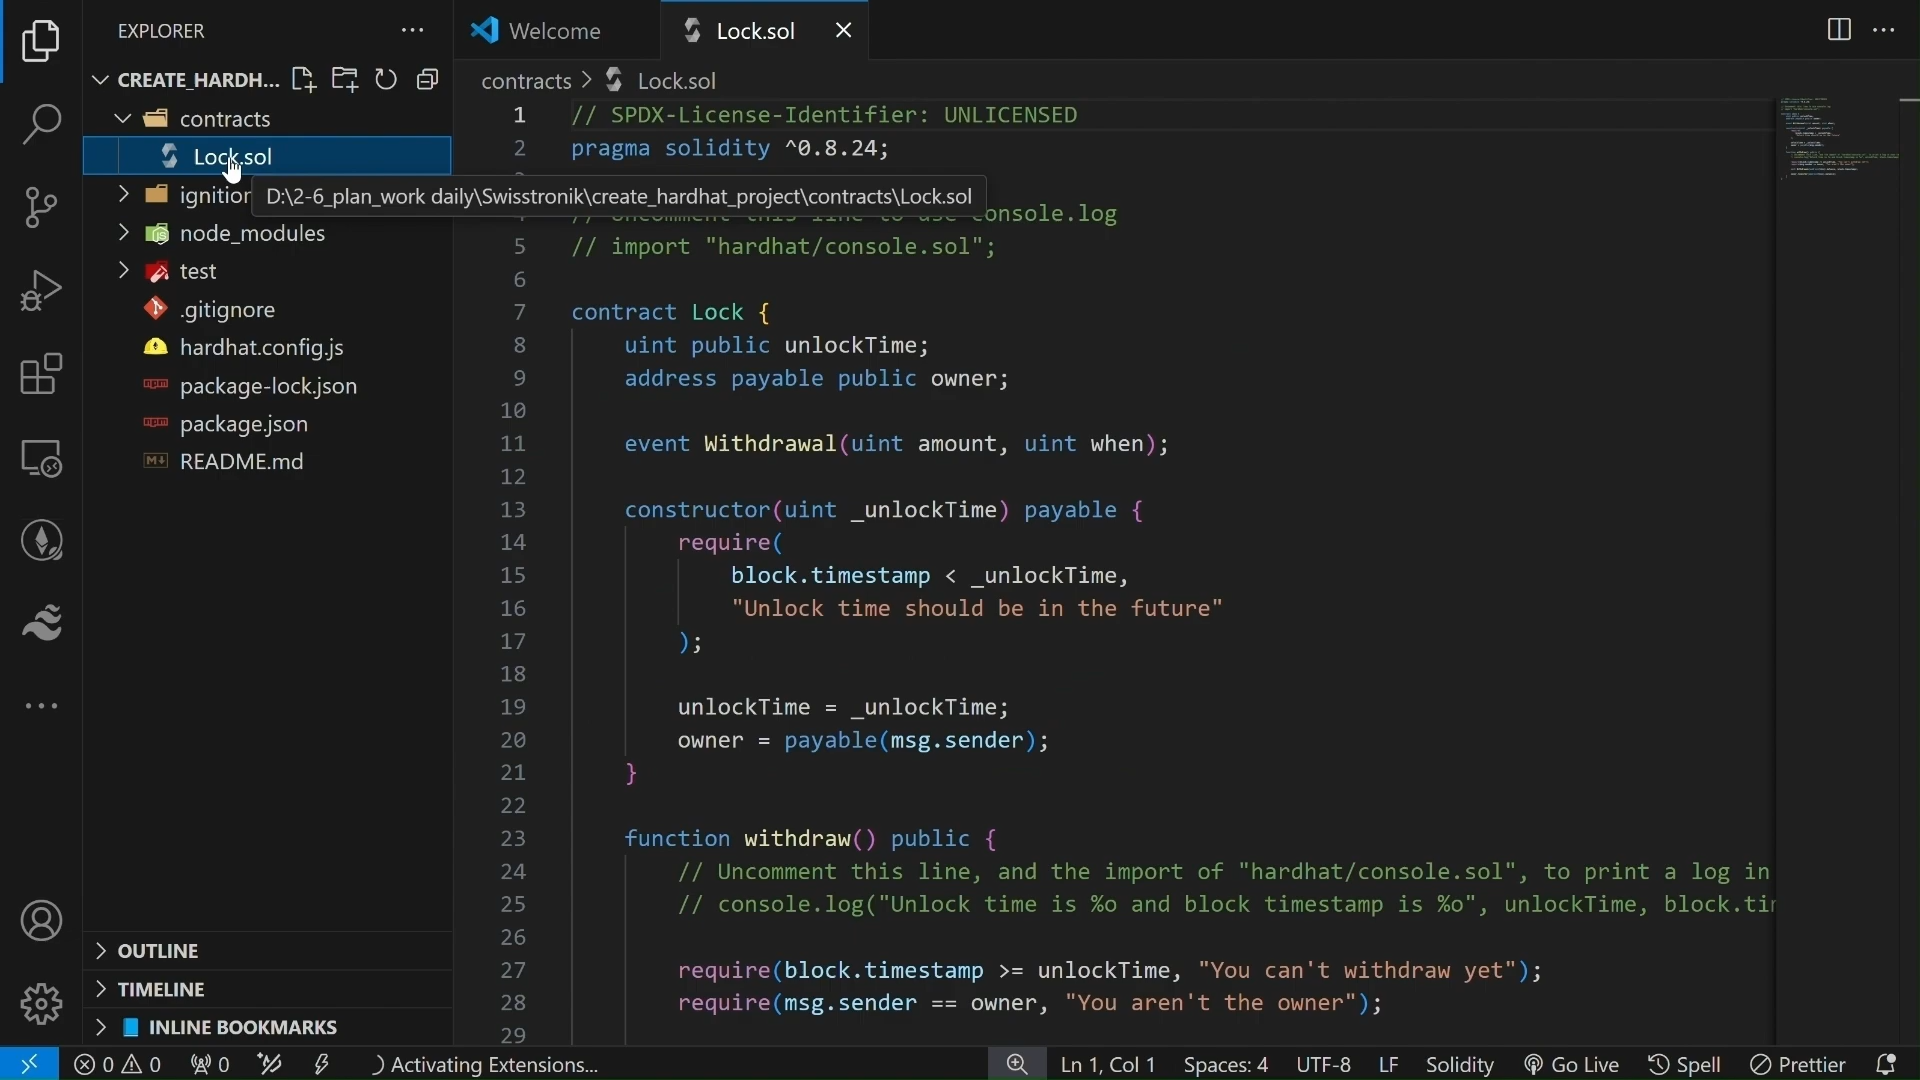 EXPLORER
CREATE_HARDH...
contracts
Lock.sol
ignition
node_modules
test
.gitignore
hardhat.config.js
package-lock.json
package.json
README.md
OUTLINE
TIMELINE
INLINE BOOKMARKS
Welcome
Lock.sol
contracts > Lock.sol
D:\2-6_plan_work daily\Swisstronik\create_hardhat_project\contracts\Lock.sol
1 // SPDX-License-Identifier: UNLICENSED
2 pragma solidity ^0.8.24;
4 // Uncomment this line to use console.log
5 // import "hardhat/console.sol";
6
7 contract Lock {
8 uint public unlockTime;
9 address payable public owner;
10
11 event Withdrawal(uint amount, uint when);
12
13 constructor(uint _unlockTime) payable {
14 require(
15 block.timestamp < _unlockTime,
16 "Unlock time should be in the future"
17 );
18
19 unlockTime = _unlockTime;
20 owner = payable(msg.sender);
21 }
22
23 function withdraw() public {
24 // Uncomment this line, and the import of "hardhat/console.sol", to print a log in
25 // console.log("Unlock time is %o and block timestamp is %o", unlockTime, block.tim
26
27 require(block.timestamp >= unlockTime, "You can't withdraw yet");
28 require(msg.sender == owner, "You aren't the owner");
29
0 0 0 Activating Extensions... Ln 1, Col 1 Spaces: 4 UTF-8 LF Solidity Go Live Spell Prettier